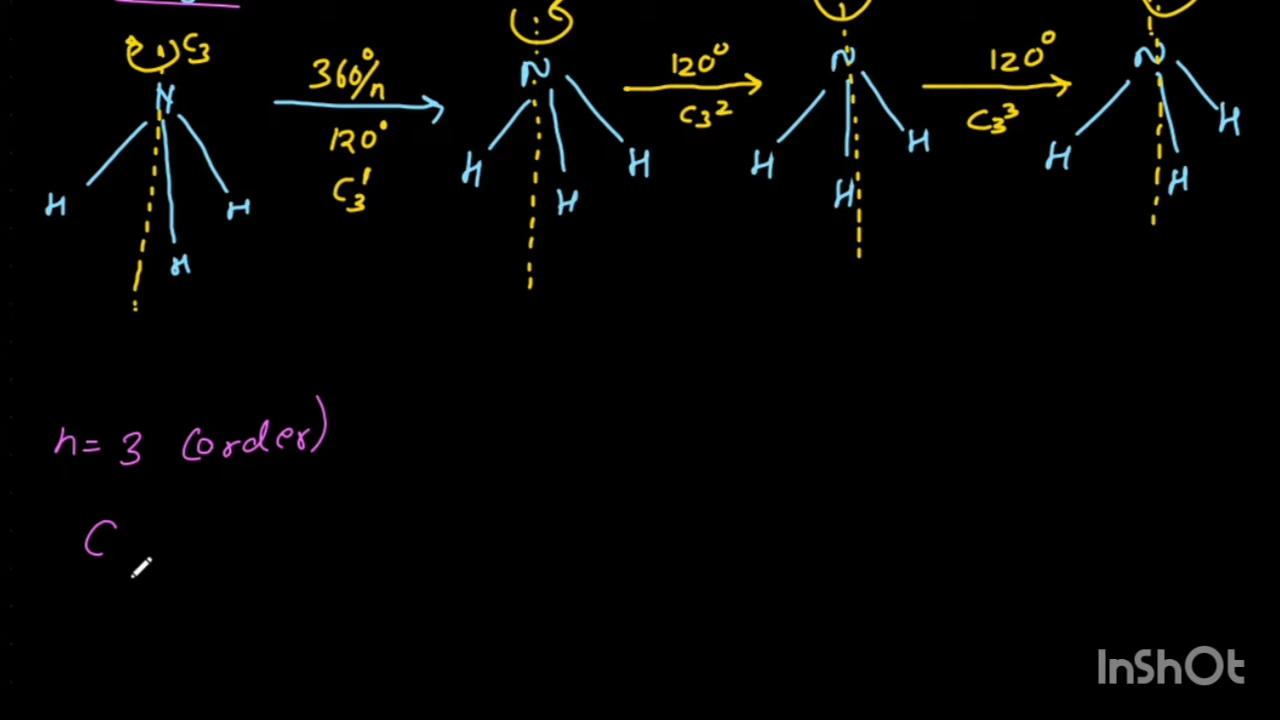 C₃
N
H H H
360°/n
120°
C₃¹
N
H H H
120°
C₃²
N
H H H
120°
C₃³
N
H H H
n= 3 (order)
C
InShOt